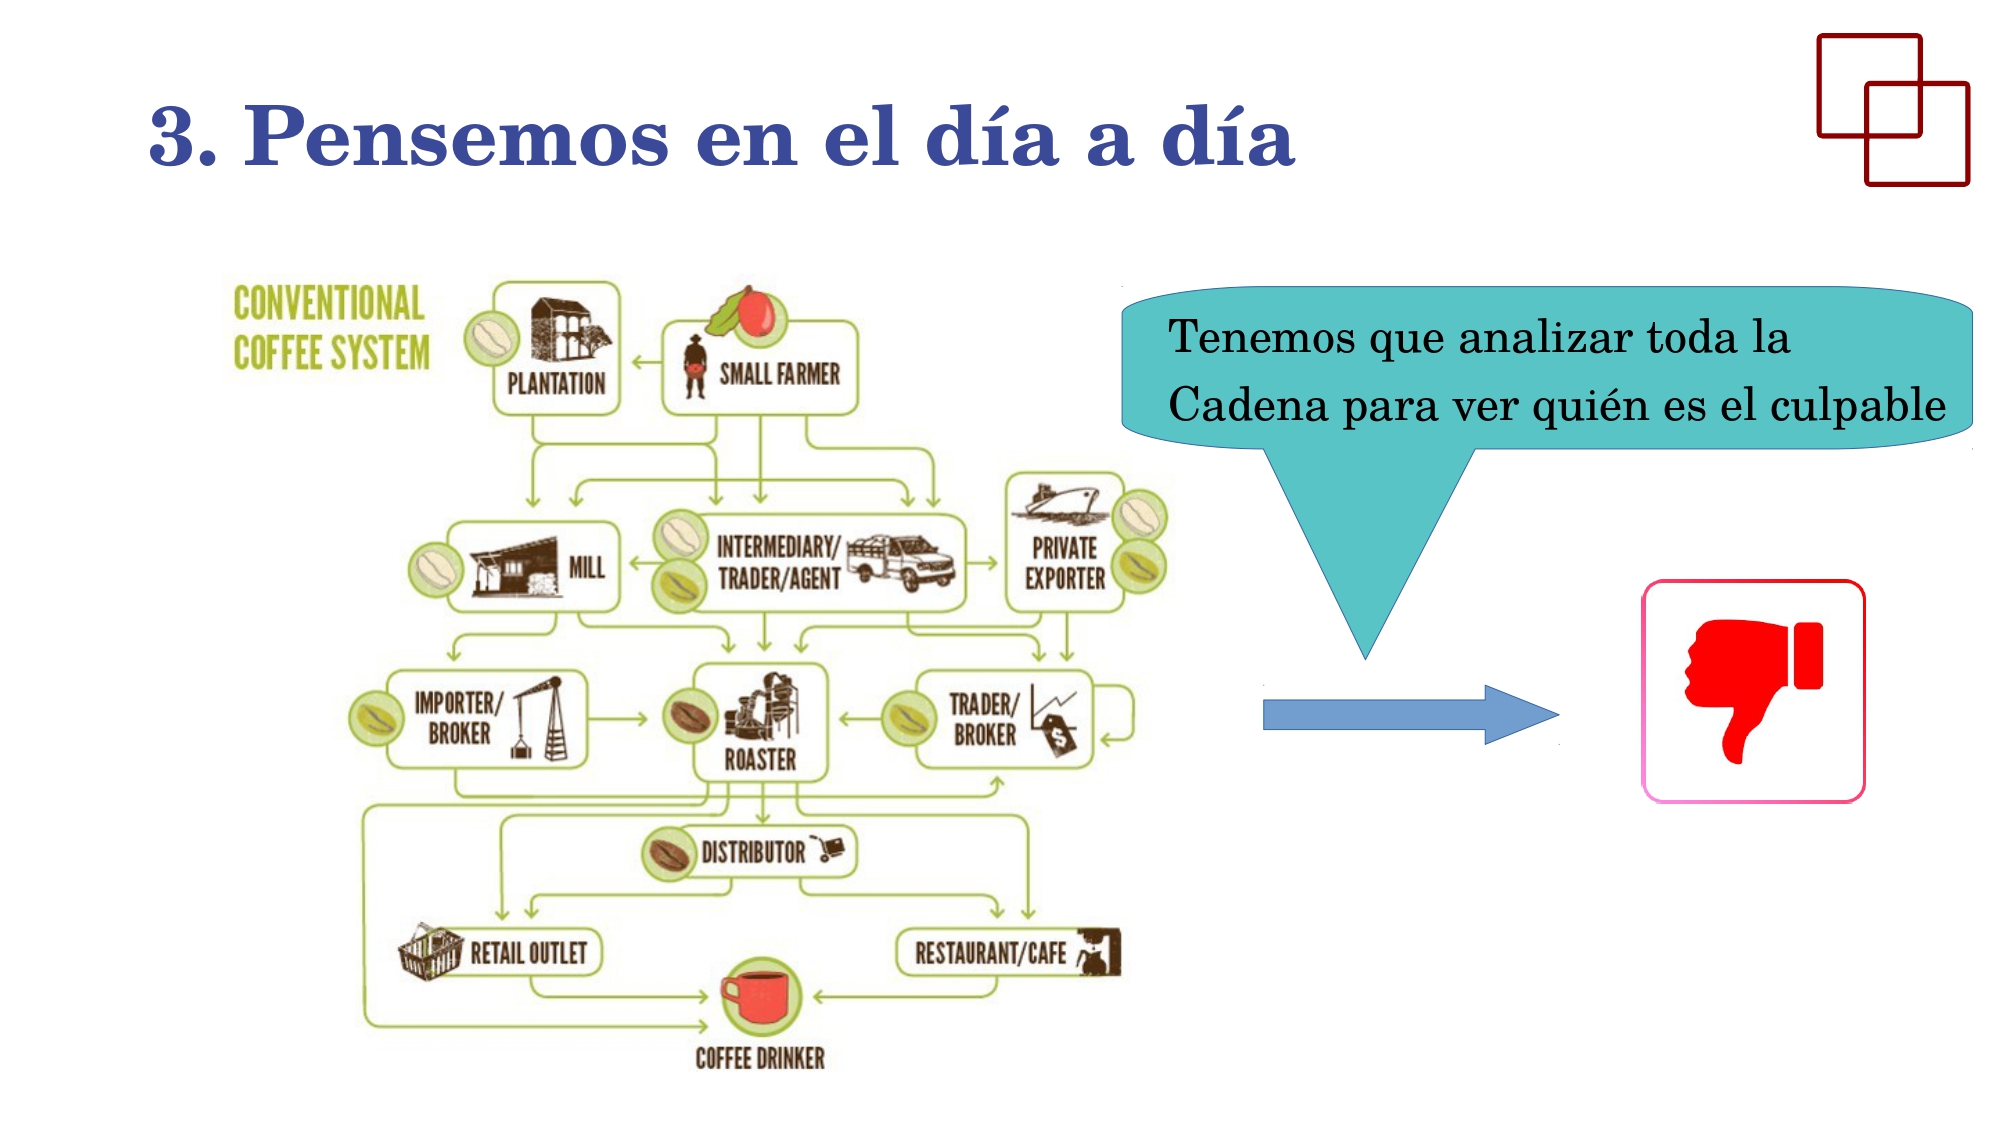 3. Pensemos en el día a día
CONVENTIONAL
COFFEE SYSTEM
PLANTATION
SMALL FARMER
Tenemos que analizar toda la
Cadena para ver quién es el culpable
MILL
INTERMEDIARY/
TRADER/AGENT
PRIVATE
EXPORTER
IMPORTER/
BROKER
ROASTER
TRADER/
BROKER
$
DISTRIBUTOR
RETAIL OUTLET
RESTAURANT/CAFE
COFFEE DRINKER